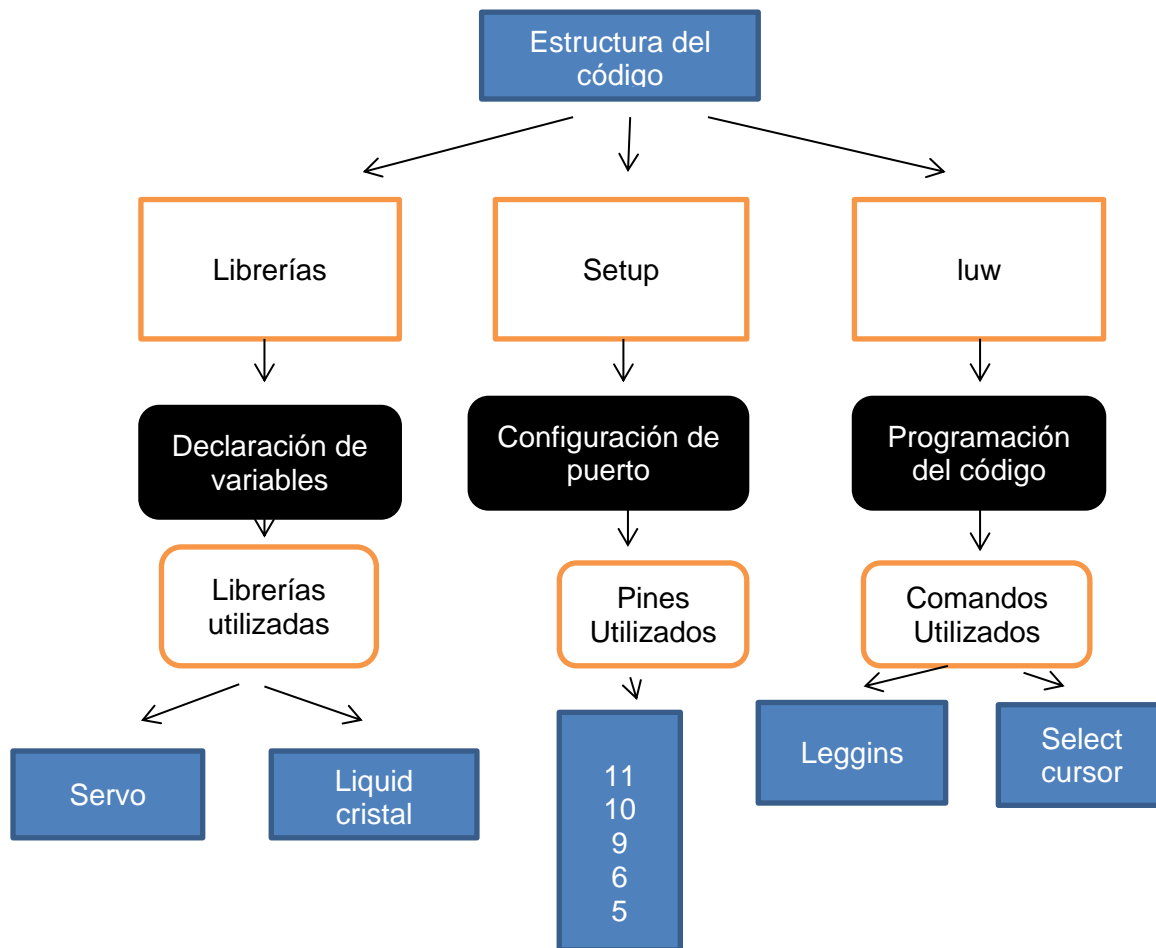 Estructura del
código
Librerías
Setup
luw
Declaración de
variables
Configuración de
puerto
Programación
del código
Librerías
utilizadas
Pines
Utilizados
Comandos
Utilizados
Servo
Liquid
cristal
11
10
9
6
5
Leggins
Select
cursor